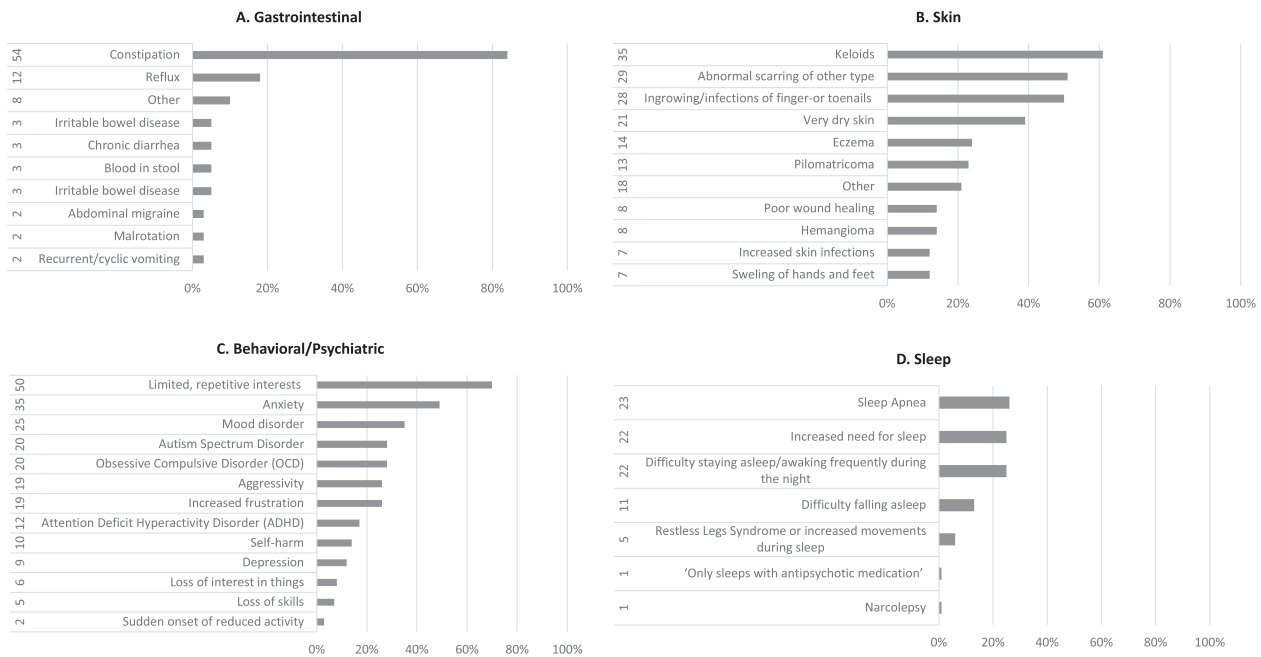 A. Gastrointestinal
54 Constipation
12 Reflux
8 Other
3 Irritable bowel disease
3 Chronic diarrhea
3 Blood in stool
3 Irritable bowel disease
2 Abdominal migraine
2 Malrotation
2 Recurrent/cyclic vomiting
0% 20% 40% 60% 80% 100%
B. Skin
35 Keloids
29 Abnormal scarring of other type
28 Ingrowing/infections of finger-or toenails
21 Very dry skin
14 Eczema
13 Pilomatricoma
18 Other
8 Poor wound healing
8 Hemangioma
7 Increased skin infections
7 Sweling of hands and feet
0% 20% 40% 60% 80% 100%
C. Behavioral/Psychiatric
50 Limited, repetitive interests
35 Anxiety
25 Mood disorder
20 Autism Spectrum Disorder
20 Obsessive Compulsive Disorder (OCD)
19 Aggressivity
19 Increased frustration
12 Attention Deficit Hyperactivity Disorder (ADHD)
10 Self-harm
9 Depression
6 Loss of interest in things
5 Loss of skills
2 Sudden onset of reduced activity
0% 20% 40% 60% 80% 100%
D. Sleep
23 Sleep Apnea
22 Increased need for sleep
22 Difficulty staying asleep/awaking frequently during
the night
11 Difficulty falling asleep
5 Restless Legs Syndrome or increased movements
during sleep
1 ‘Only sleeps with antipsychotic medication’
1 Narcolepsy
0% 20% 40% 60% 80% 100%